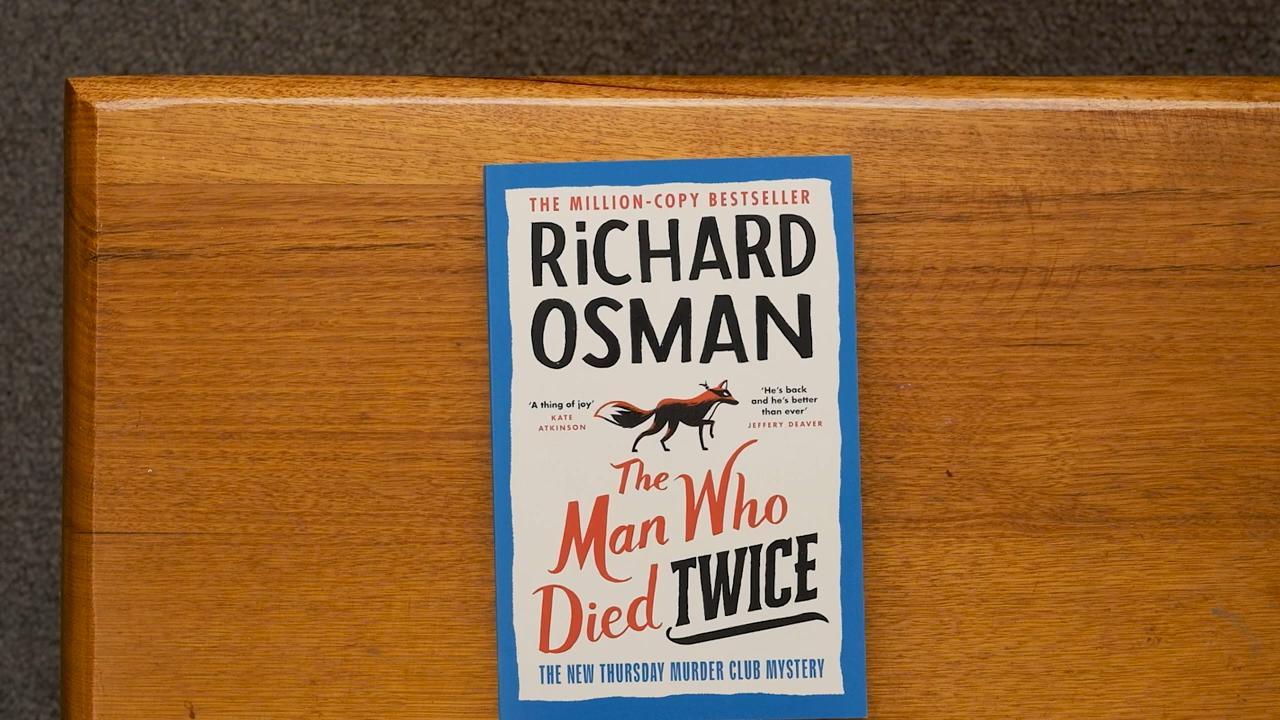 THE MILLION-COPY BESTSELLER
RiCHARD
OSMAN
‘A thing of joy’
KATE
ATKINSON
‘He’s back
and he’s better
than ever’
JEFFERY DEAVER
The
Man Who
Died TWICE
THE NEW THURSDAY MURDER CLUB MYSTERY